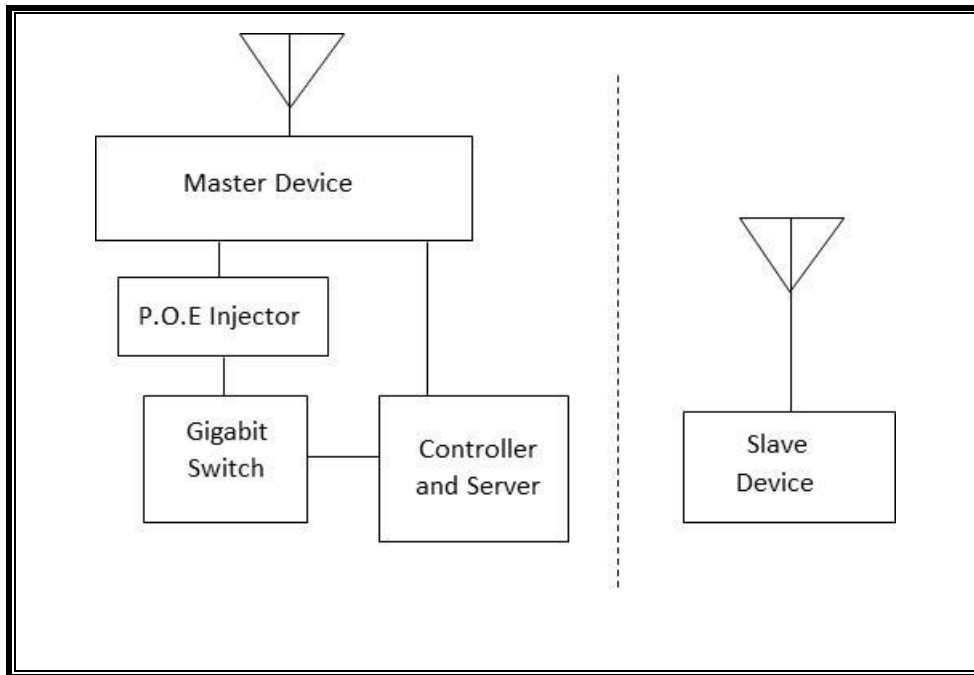 Master Device
P.O.E Injector
Gigabit
Switch
Controller
and Server
Slave
Device